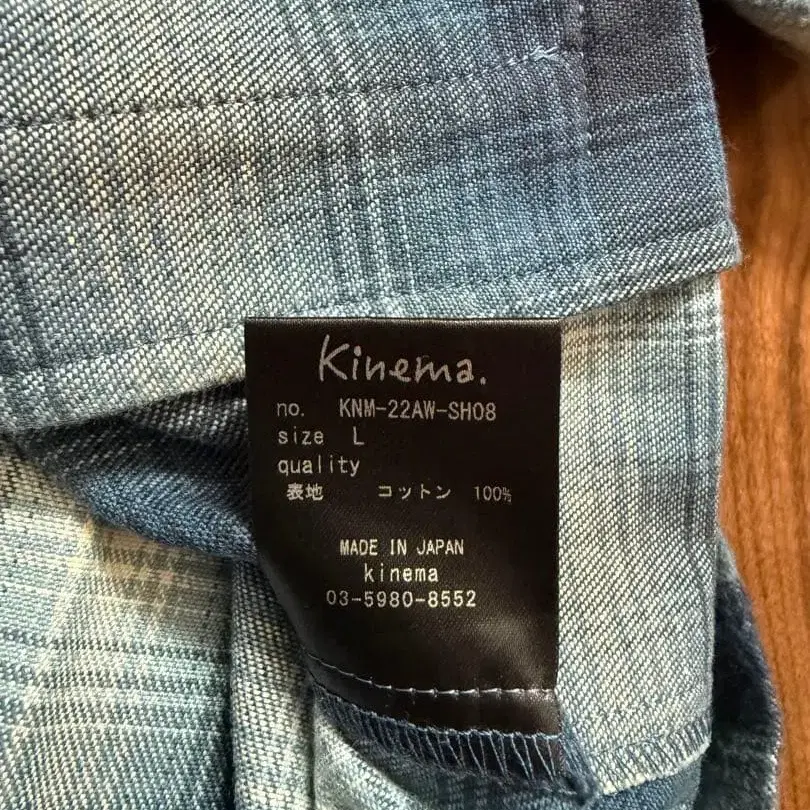 Kinema.
no. KNM-22AW-SH08
size L
quality
表地 コットン 100%
MADE IN JAPAN
kinema
03-5980-8552